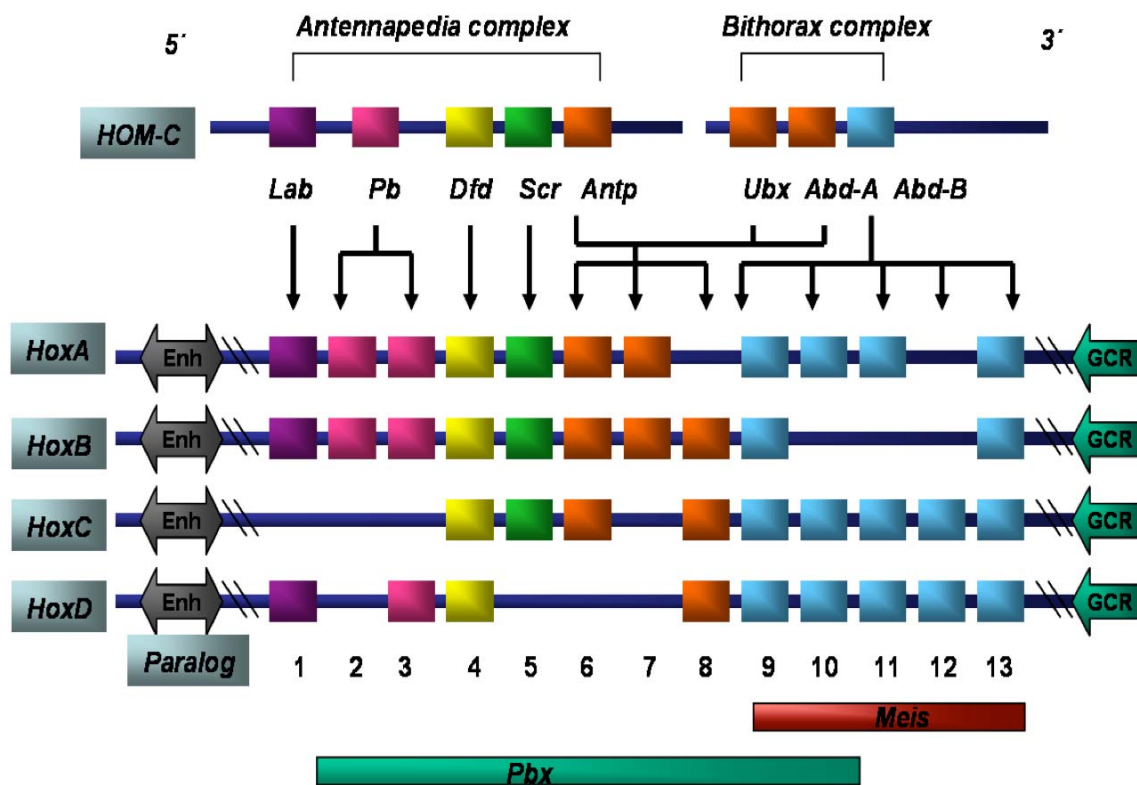 Antennapedia complex Bithorax complex
5´ 3´
HOM-C
Lab Pb Dfd Scr Antp Ubx Abd-A Abd-B
HoxA Enh GCR
HoxB Enh GCR
HoxC Enh GCR
HoxD Enh GCR
Paralog 1 2 3 4 5 6 7 8 9 10 11 12 13
Meis
Pbx